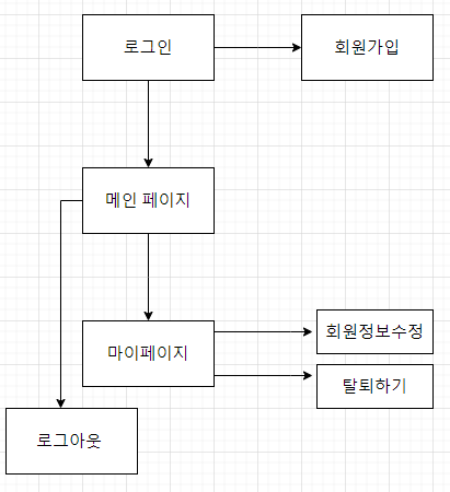 로그인
회원가입
메인 페이지
마이페이지
회원정보수정
탈퇴하기
로그아웃